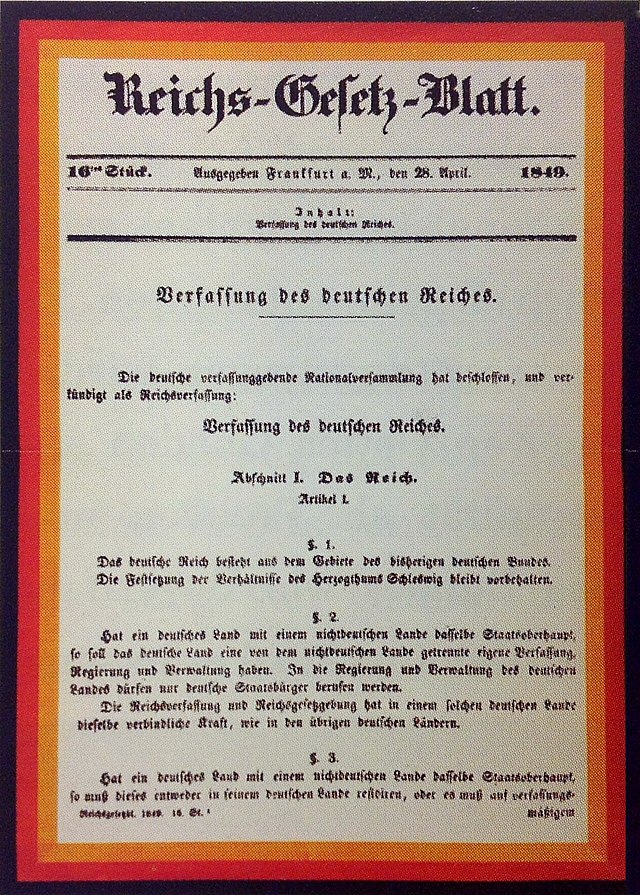 Reichs-Gesetz-Blatt.
16tes Stück. Ausgegeben Frankfurt a. M., den 28. April. 1849.
Inhalt:
Verfassung des deutschen Reiches.
Verfassung des deutschen Reiches.
Die deutsche verfassunggebende Nationalversammlung hat beschlossen, und ver-
kündigt als Reichsverfassung:
Verfassung des deutschen Reiches.
Abschnitt I. Das Reich.
Artikel I.
§. 1.
Das deutsche Reich besteht aus dem Gebiete des bisherigen deutschen Bundes.
Die Festsetzung der Verhältnisse des Herzogthums Schleswig bleibt vorbehalten.
§. 2.
Hat ein deutsches Land mit einem nichtdeutschen Lande dasselbe Staatsoberhaupt,
so soll das deutsche Land eine von dem nichtdeutschen Lande getrennte eigene Verfassung,
Regierung und Verwaltung haben. In die Regierung und Verwaltung des deutschen
Landes dürfen nur deutsche Staatsbürger berufen werden.
Die Reichsverfassung und Reichsgesetzgebung hat in einem solchen deutschen Lande
dieselbe verbindliche Kraft, wie in den übrigen deutschen Ländern.
§. 3.
Hat ein deutsches Land mit einem nichtdeutschen Lande dasselbe Staatsoberhaupt,
so muß dieses entweder in seinem deutschen Lande residiren, oder es muß auf verfassungs-
Reichsgesetzbl. 1849. 16. St. 1
mäßigem